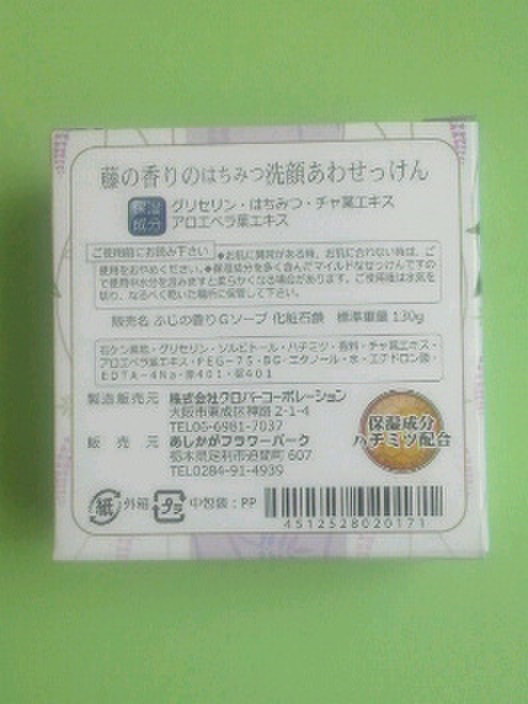 藤の香りのはちみつ洗顔あわせっけん
保湿成分
グリセリン・はちみつ・チャ葉エキス
アロエベラ葉エキス
ご使用前にお読み下さい
●お肌に異常がある時、お肌に合わない時は、ご
使用をおやめください。●保湿成分を多く含んだマイルドなせっけんですの
で使用中水分を含みますと柔らかくなる場合があります。ご使用後は水気を
切り、なるべく乾いた場所に保管して下さい。
販売名 ふじの香りGソープ 化粧石鹸 標準重量 130g
石ケン素地・グリセリン・ソルビトール・ハチミツ・香料・チャ葉エキス・
アロエベラ葉エキス・PEG-75・BG・エタノール・水・エチドロン酸・
EDTA-4Na・赤401・紫401
製造販売元 株式会社クロバーコーポレーション
大阪市東成区神路 2-1-4
TEL06-6981-7037
販売元 あしかがフラワーパーク
栃木県足利市迫間町 607
TEL0284-91-4939
保湿成分
ハチミツ配合
紙 外箱 プラ 中包装:PP
4512528020171